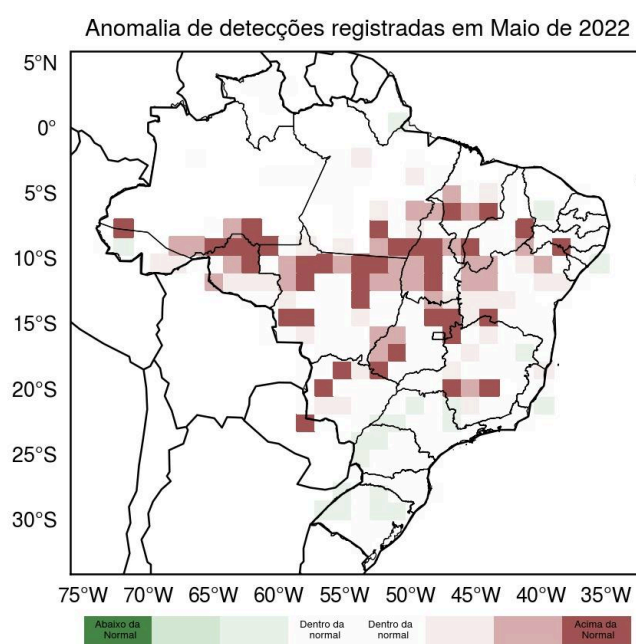 Anomalia de detecções registradas em Maio de 2022
5°N
0°
5°S
10°S
15°S
20°S
25°S
30°S
75°W 70°W 65°W 60°W 55°W 50°W 45°W 40°W 35°W
Abaixo da Normal
Dentro da normal
Dentro da normal
Acima da Normal